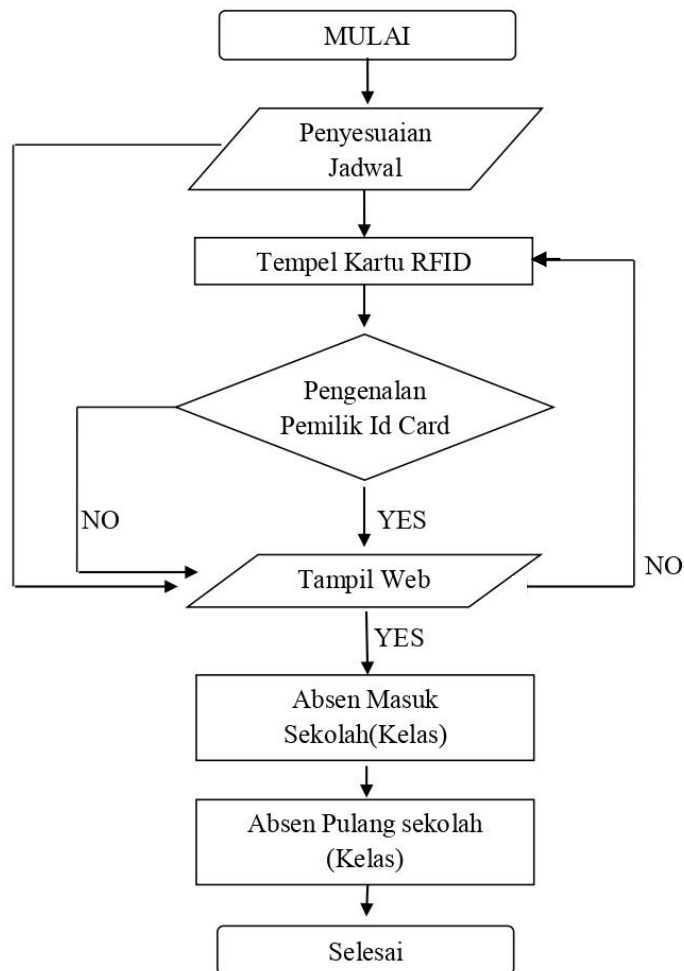 MULAI
Penyesuaian
Jadwal
Tempel Kartu RFID
Pengenalan
Pemilik Id Card
NO
YES
Tampil Web
NO
YES
Absen Masuk
Sekolah(Kelas)
Absen Pulang sekolah
(Kelas)
Selesai